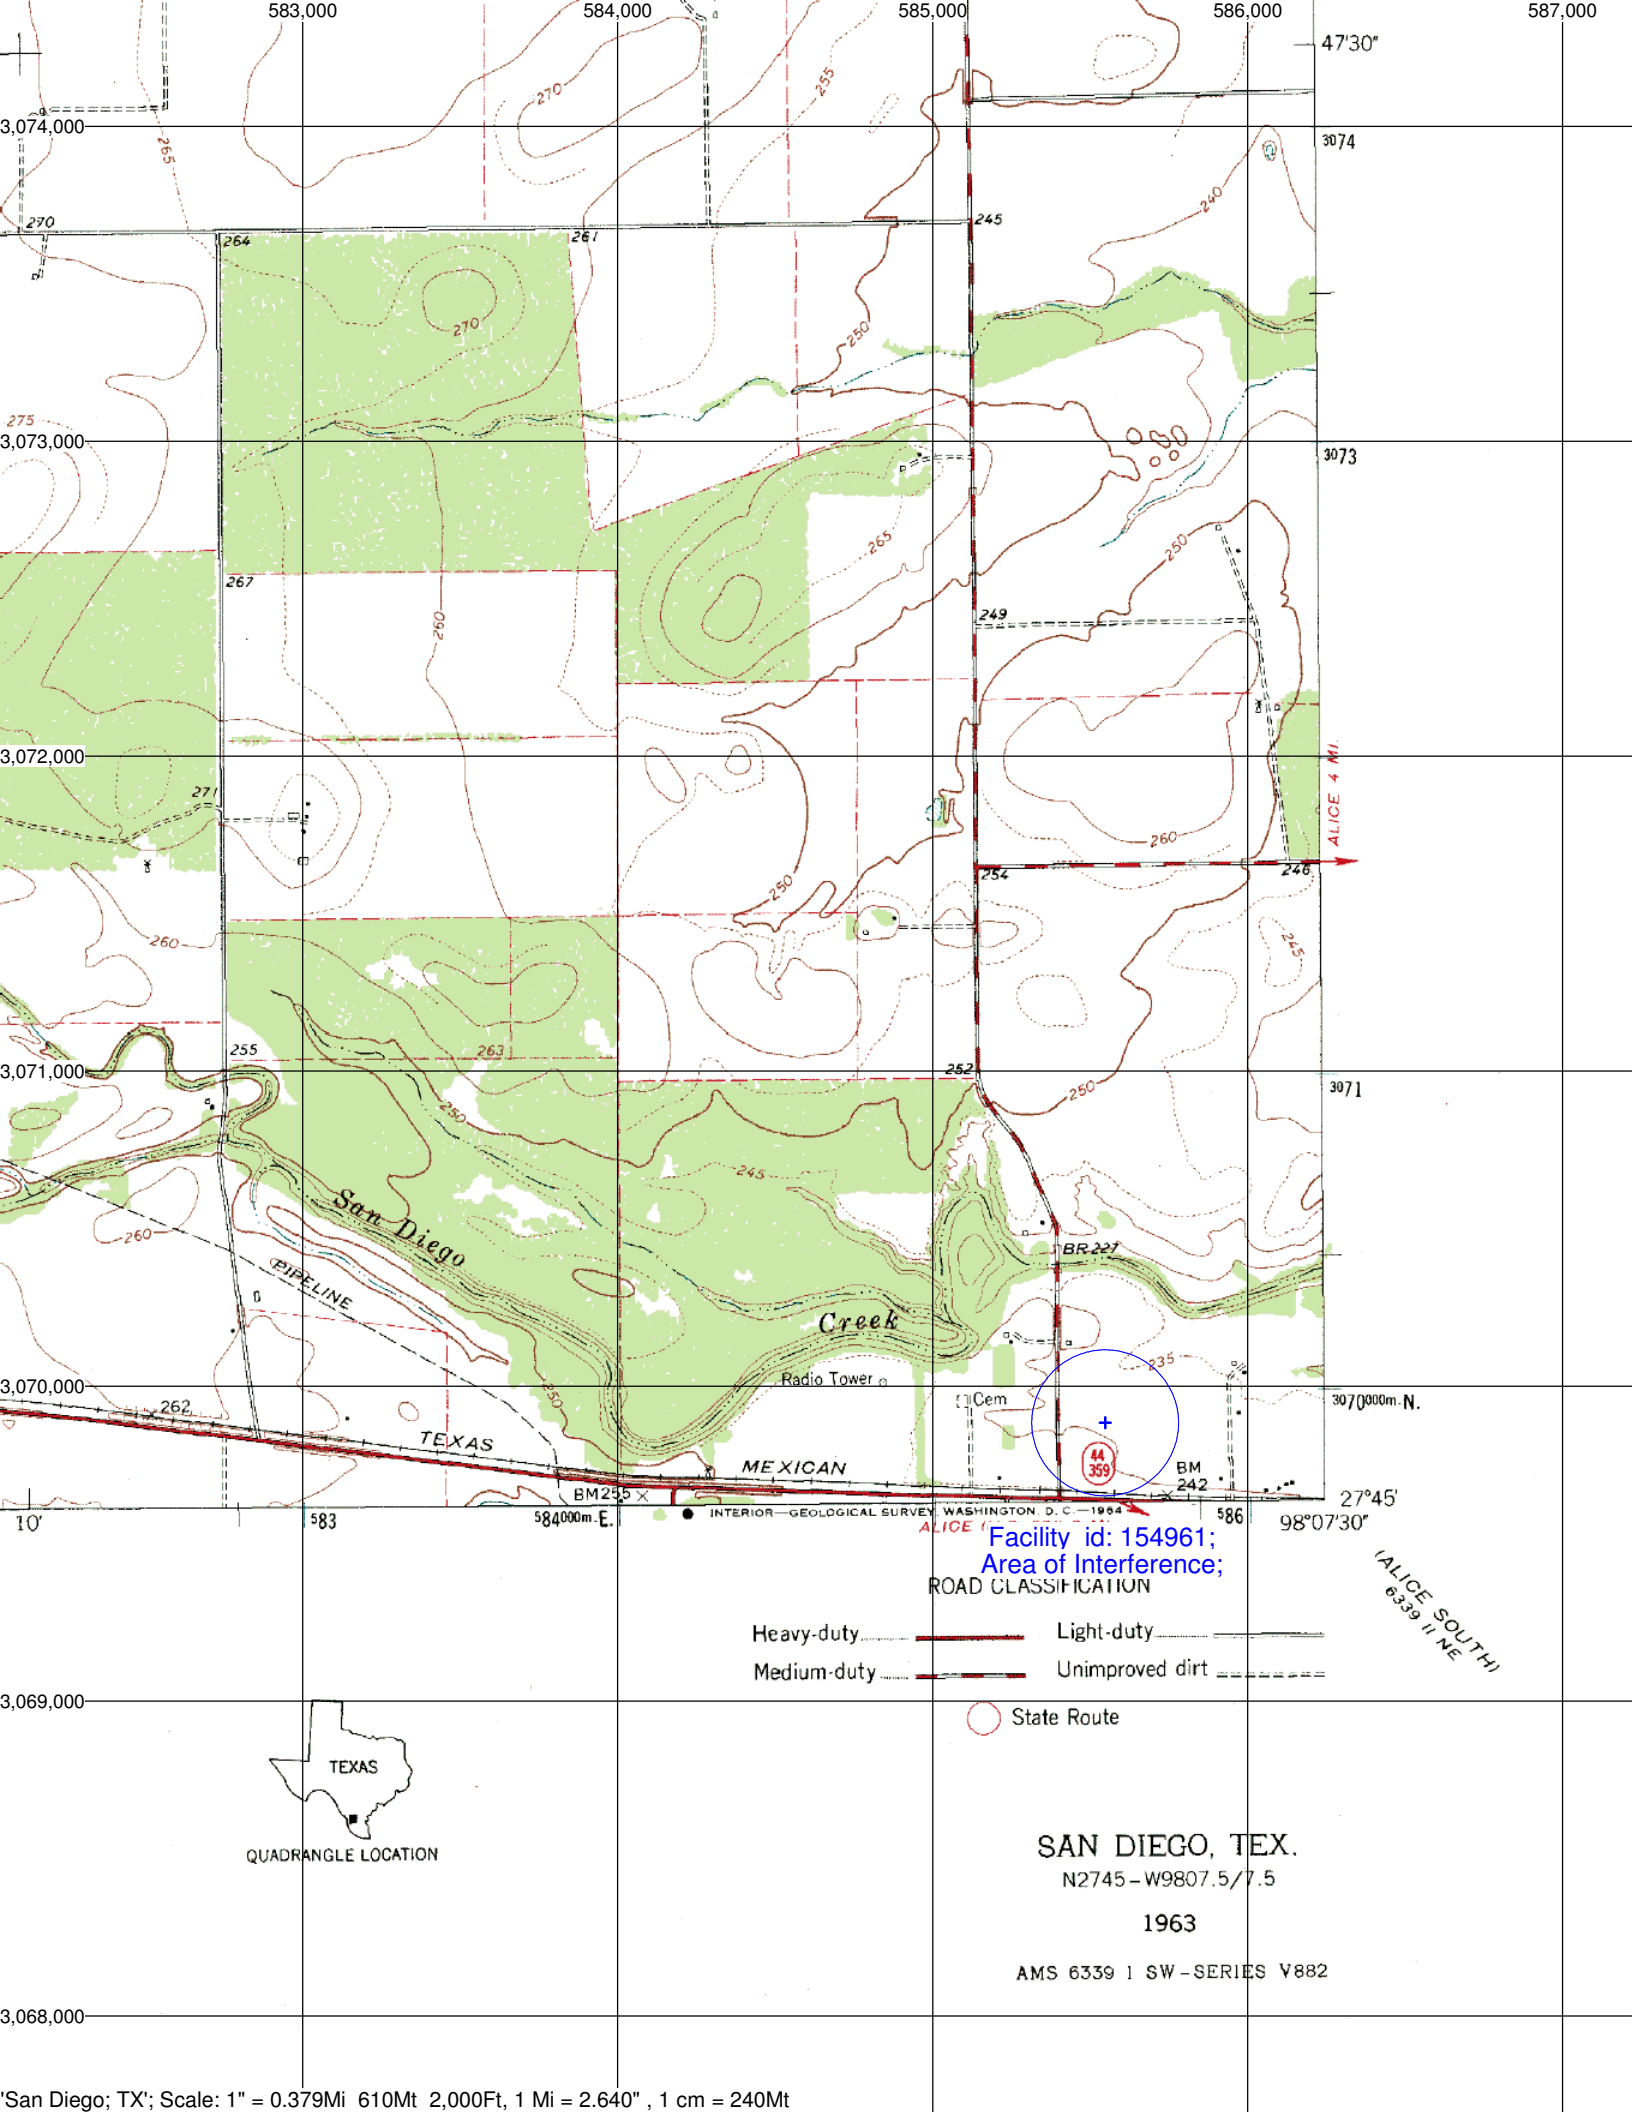 583,000 584,000 585,000 586,000 587,000
47'30"
270
255
3,074,000
3074
265
240
270
264
261
245
250
270
275
3,073,000
3073
265
250
267
249
260
3,072,000
ALICE 4 MI.
271
260
254
246
250
260
245
255
263
252
3,071,000
3071
250
250
245
San Diego
260
BR 227
PIPELINE
Creek
235
Radio Tower
3,070,000
3070000m. N.
250
Cem
262
TEXAS
MEXICAN
44
359
BM
242
BM 255
27°45'
INTERIOR—GEOLOGICAL SURVEY, WASHINGTON, D. C.—1964
10'
583
584000m. E.
586
98°07'30"
ALICE
Facility id: 154961;
Area of Interference;
ROAD CLASSIFICATION
(ALICE SOUTH)
6339 II NE
Heavy-duty
Light-duty
Medium-duty
Unimproved dirt
3,069,000
State Route
TEXAS
QUADRANGLE LOCATION
SAN DIEGO, TEX.
N2745–W9807.5/7.5
1963
AMS 6339 I SW–SERIES V882
3,068,000
'San Diego; TX'; Scale: 1" = 0.379Mi 610Mt 2,000Ft, 1 Mi = 2.640" , 1 cm = 240Mt